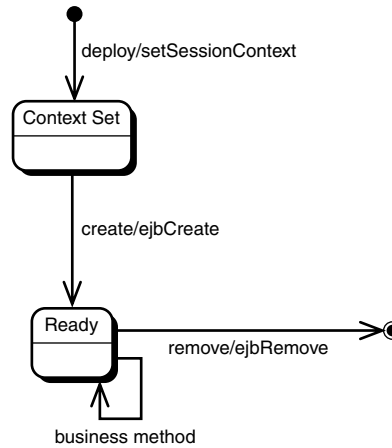 deploy/setSessionContext
Context Set
create/ejbCreate
Ready
remove/ejbRemove
business method